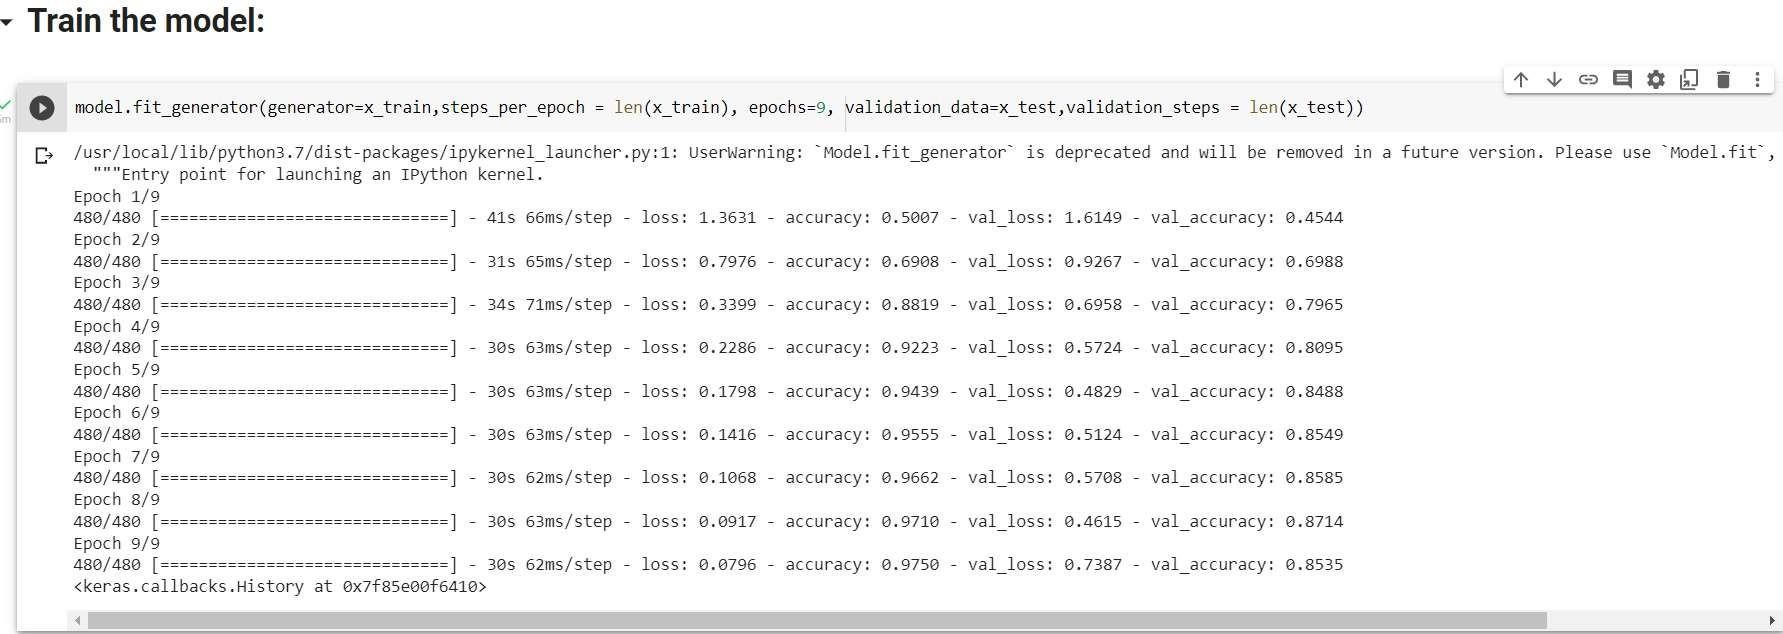 Train the model:
model.fit_generator(generator=x_train,steps_per_epoch = len(x_train), epochs=9, validation_data=x_test,validation_steps = len(x_test))
/usr/local/lib/python3.7/dist-packages/ipykernel_launcher.py:1: UserWarning: `Model.fit_generator` is deprecated and will be removed in a future version. Please use `Model.fit`,
"""Entry point for launching an IPython kernel.
Epoch 1/9
480/480 [==============================] - 41s 66ms/step - loss: 1.3631 - accuracy: 0.5007 - val_loss: 1.6149 - val_accuracy: 0.4544
Epoch 2/9
480/480 [==============================] - 31s 65ms/step - loss: 0.7976 - accuracy: 0.6908 - val_loss: 0.9267 - val_accuracy: 0.6988
Epoch 3/9
480/480 [==============================] - 34s 71ms/step - loss: 0.3399 - accuracy: 0.8819 - val_loss: 0.6958 - val_accuracy: 0.7965
Epoch 4/9
480/480 [==============================] - 30s 63ms/step - loss: 0.2286 - accuracy: 0.9223 - val_loss: 0.5724 - val_accuracy: 0.8095
Epoch 5/9
480/480 [==============================] - 30s 63ms/step - loss: 0.1798 - accuracy: 0.9439 - val_loss: 0.4829 - val_accuracy: 0.8488
Epoch 6/9
480/480 [==============================] - 30s 63ms/step - loss: 0.1416 - accuracy: 0.9555 - val_loss: 0.5124 - val_accuracy: 0.8549
Epoch 7/9
480/480 [==============================] - 30s 62ms/step - loss: 0.1068 - accuracy: 0.9662 - val_loss: 0.5708 - val_accuracy: 0.8585
Epoch 8/9
480/480 [==============================] - 30s 63ms/step - loss: 0.0917 - accuracy: 0.9710 - val_loss: 0.4615 - val_accuracy: 0.8714
Epoch 9/9
480/480 [==============================] - 30s 62ms/step - loss: 0.0796 - accuracy: 0.9750 - val_loss: 0.7387 - val_accuracy: 0.8535
<keras.callbacks.History at 0x7f85e00f6410>